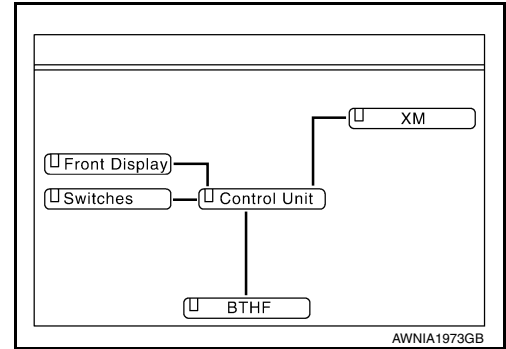 XM
Front Display
Switches
Control Unit
BTHF
AWNIA1973GB